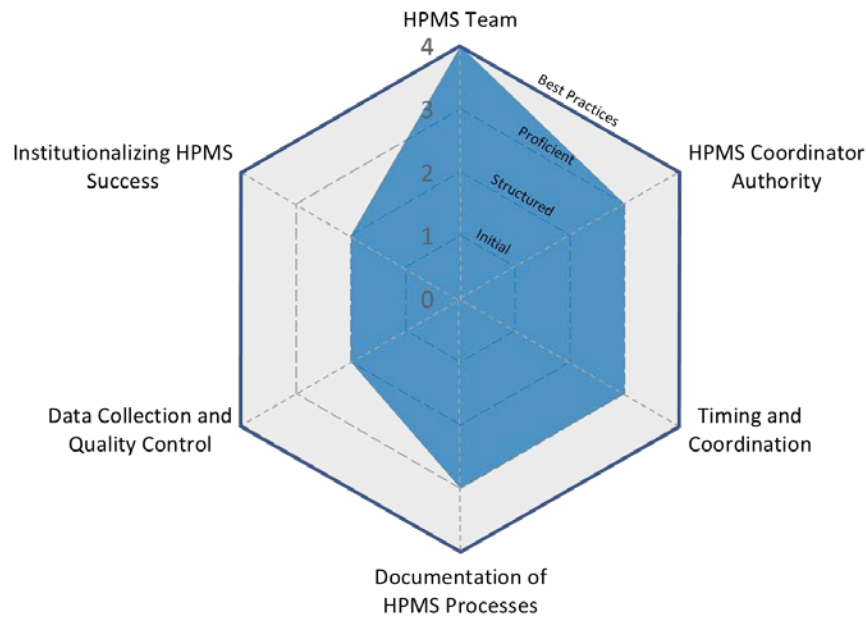 HPMS Team
4
Best Practices
3
Proficient
Institutionalizing HPMS
Success
HPMS Coordinator
Authority
2
Structured
1
Initial
0
Data Collection and
Quality Control
Timing and
Coordination
Documentation of
HPMS Processes